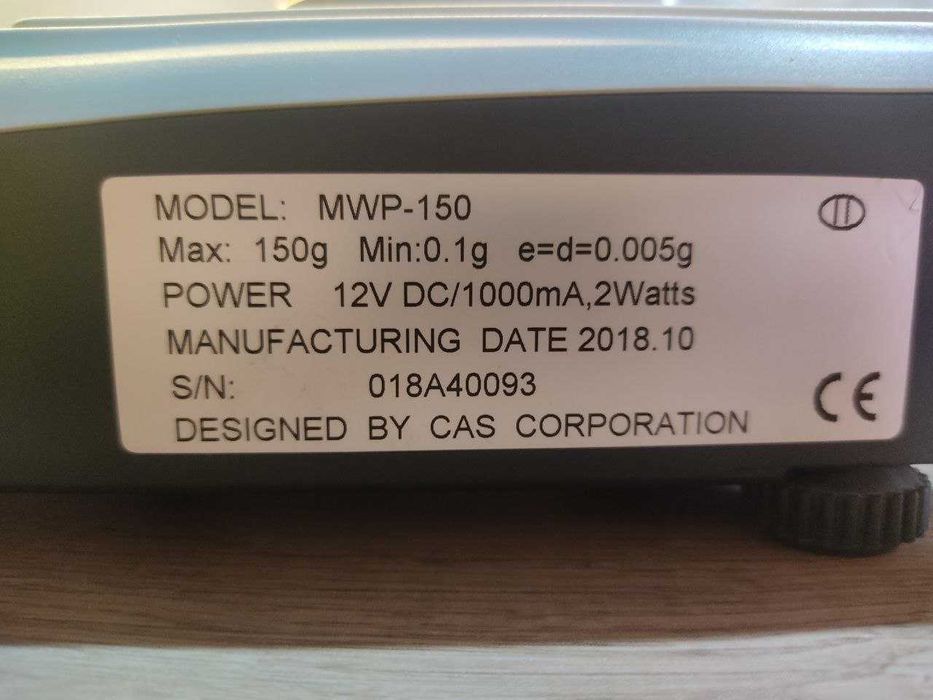 MODEL: MWP-150
Max: 150g Min:0.1g e=d=0.005g
POWER 12V DC/1000mA,2Watts
MANUFACTURING DATE 2018.10
S/N: 018A40093
CE
DESIGNED BY CAS CORPORATION